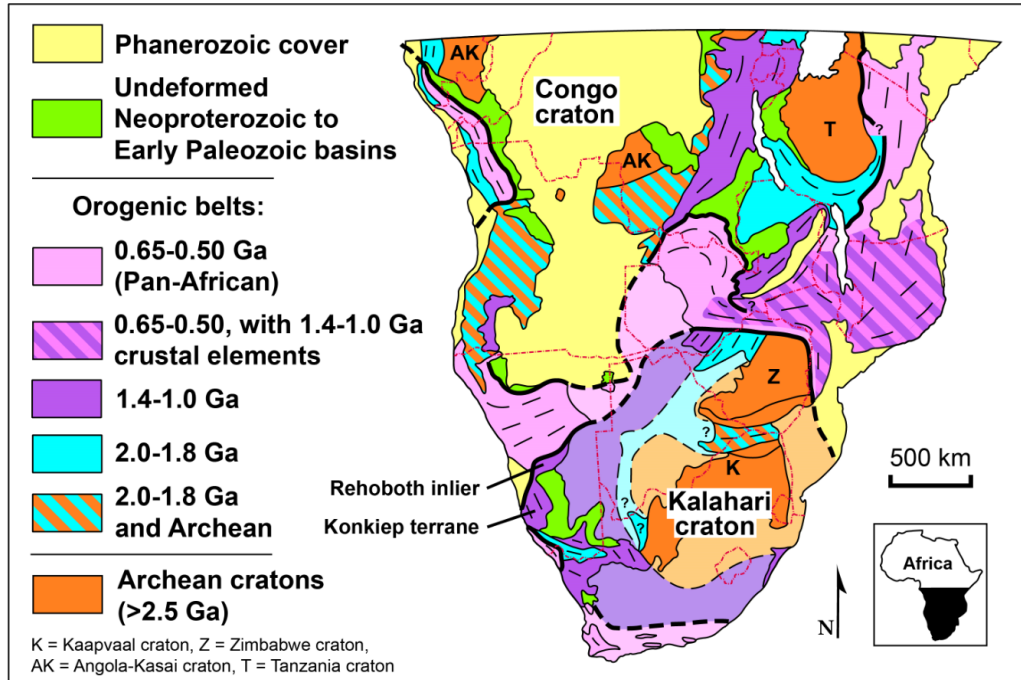 Phanerozoic cover
Undeformed
Neoproterozoic to
Early Paleozoic basins
Orogenic belts:
0.65-0.50 Ga
(Pan-African)
0.65-0.50, with 1.4-1.0 Ga
crustal elements
1.4-1.0 Ga
2.0-1.8 Ga
2.0-1.8 Ga
and Archean
Archean cratons
(>2.5 Ga)
K = Kaapvaal craton, Z = Zimbabwe craton,
AK = Angola-Kasai craton, T = Tanzania craton
AK
Congo
craton
T
?
AK
?
Z
?
K
Rehoboth inlier
Konkiep terrane
Kalahari
craton
?
?
500 km
N
Africa